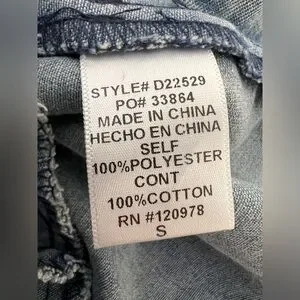 STYLE# D22529
PO# 33864
MADE IN CHINA
HECHO EN CHINA
SELF
100%POLYESTER
CONT
100%COTTON
RN #120978
S